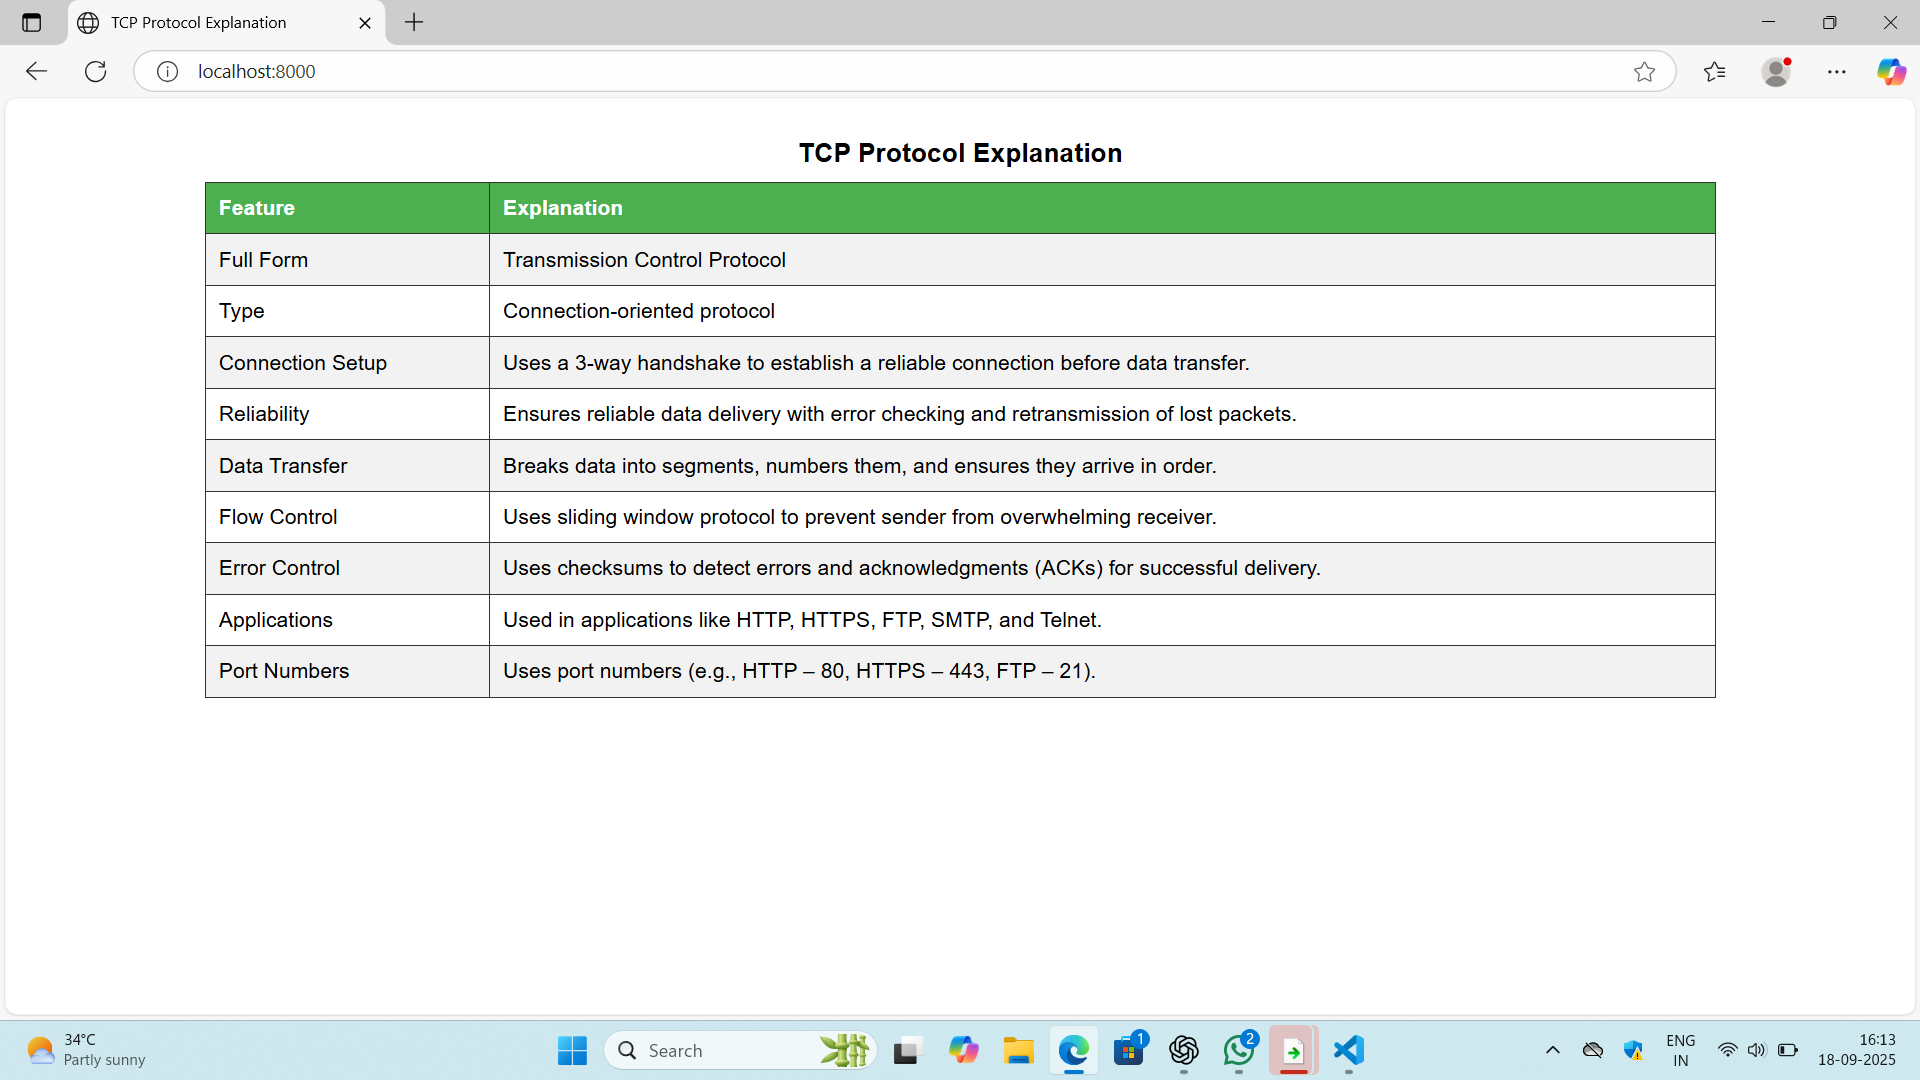 TCP Protocol Explanation
localhost:8000
TCP Protocol Explanation
Feature Explanation
Full Form Transmission Control Protocol
Type Connection-oriented protocol
Connection Setup Uses a 3-way handshake to establish a reliable connection before data transfer.
Reliability Ensures reliable data delivery with error checking and retransmission of lost packets.
Data Transfer Breaks data into segments, numbers them, and ensures they arrive in order.
Flow Control Uses sliding window protocol to prevent sender from overwhelming receiver.
Error Control Uses checksums to detect errors and acknowledgments (ACKs) for successful delivery.
Applications Used in applications like HTTP, HTTPS, FTP, SMTP, and Telnet.
Port Numbers Uses port numbers (e.g., HTTP – 80, HTTPS – 443, FTP – 21).
34°C
Partly sunny
Search
1
2
ENG
IN
16:13
18-09-2025